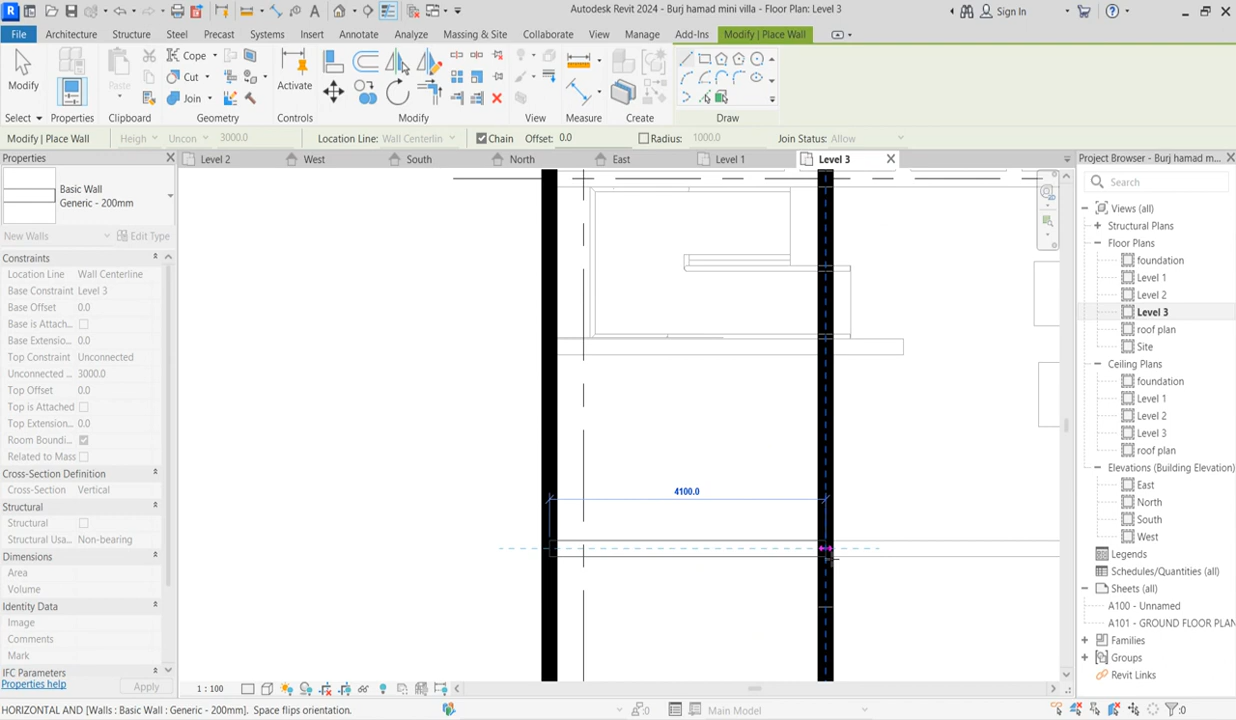 Autodesk Revit 2024 - Burj hamad mini villa - Floor Plan: Level 3
Sign In
File Architecture Structure Steel Precast Systems Insert Annotate Analyze Massing & Site Collaborate View Manage Add-Ins Modify | Place Wall
Modify
Properties
Paste
Cope
Cut
Join
Activate
Select Properties Clipboard Geometry Controls Modify View Measure Create Draw
Modify | Place Wall Heigh Uncon 3000.0 Location Line: Wall Centerlin Chain Offset: 0.0 Radius: 1000.0 Join Status: Allow
Properties
Level 2 West South North East Level 1 Level 3
Project Browser - Burj hamad m...
Basic Wall
Generic - 200mm
New Walls Edit Type
Constraints
Location Line Wall Centerline
Base Constraint Level 3
Base Offset 0.0
Base is Attach...
Base Extensio... 0.0
Top Constraint Unconnected
Unconnected ... 3000.0
Top Offset 0.0
Top is Attached
Top Extension... 0.0
Room Boundi...
Related to Mass
Cross-Section Definition
Cross-Section Vertical
Structural
Structural
Structural Usa... Non-bearing
Dimensions
Area
Volume
Identity Data
Image
Comments
Mark
IFC Parameters
Properties help Apply
4100.0
Search
Views (all)
Structural Plans
Floor Plans
foundation
Level 1
Level 2
Level 3
roof plan
Site
Ceiling Plans
foundation
Level 1
Level 2
Level 3
roof plan
Elevations (Building Elevation)
East
North
South
West
Legends
Schedules/Quantities (all)
Sheets (all)
A100 - Unnamed
A101 - GROUND FLOOR PLAN
Families
Groups
Revit Links
1 : 100
HORIZONTAL AND [Walls : Basic Wall : Generic - 200mm]. Space flips orientation.
:0
Main Model
:0